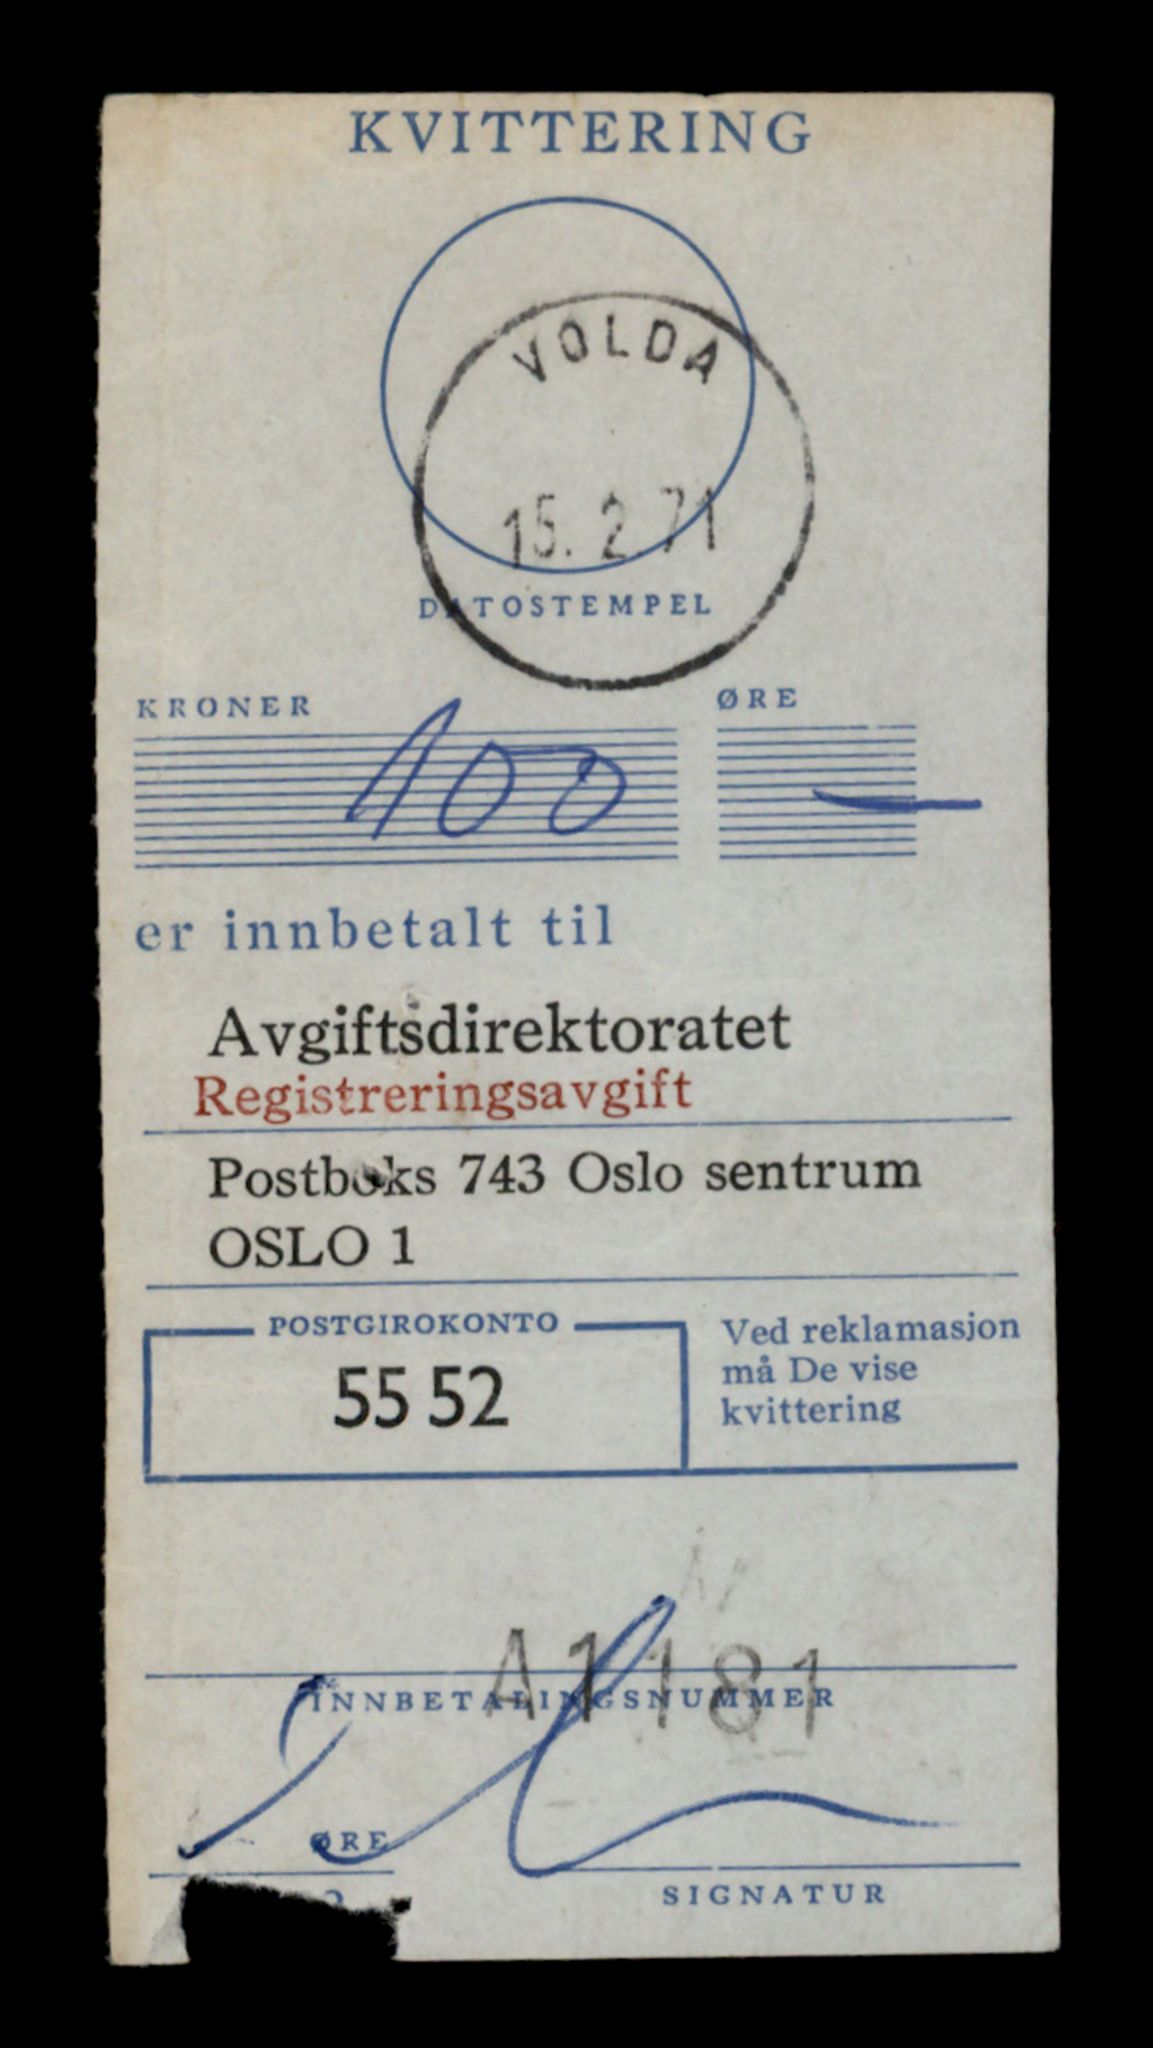 KVITTERING
VOLDA
15. 2 71
DATOSTEMPEL
KRONER
ØRE
100
—
er innbetalt til
Avgiftsdirektoratet
Registreringsavgift
Postboks 743 Oslo sentrum
OSLO 1
POSTGIROKONTO
55 52
Ved reklamasjon
må De vise
kvittering
A1181
INNBETALINGSNUMMER
ØRE
SIGNATUR